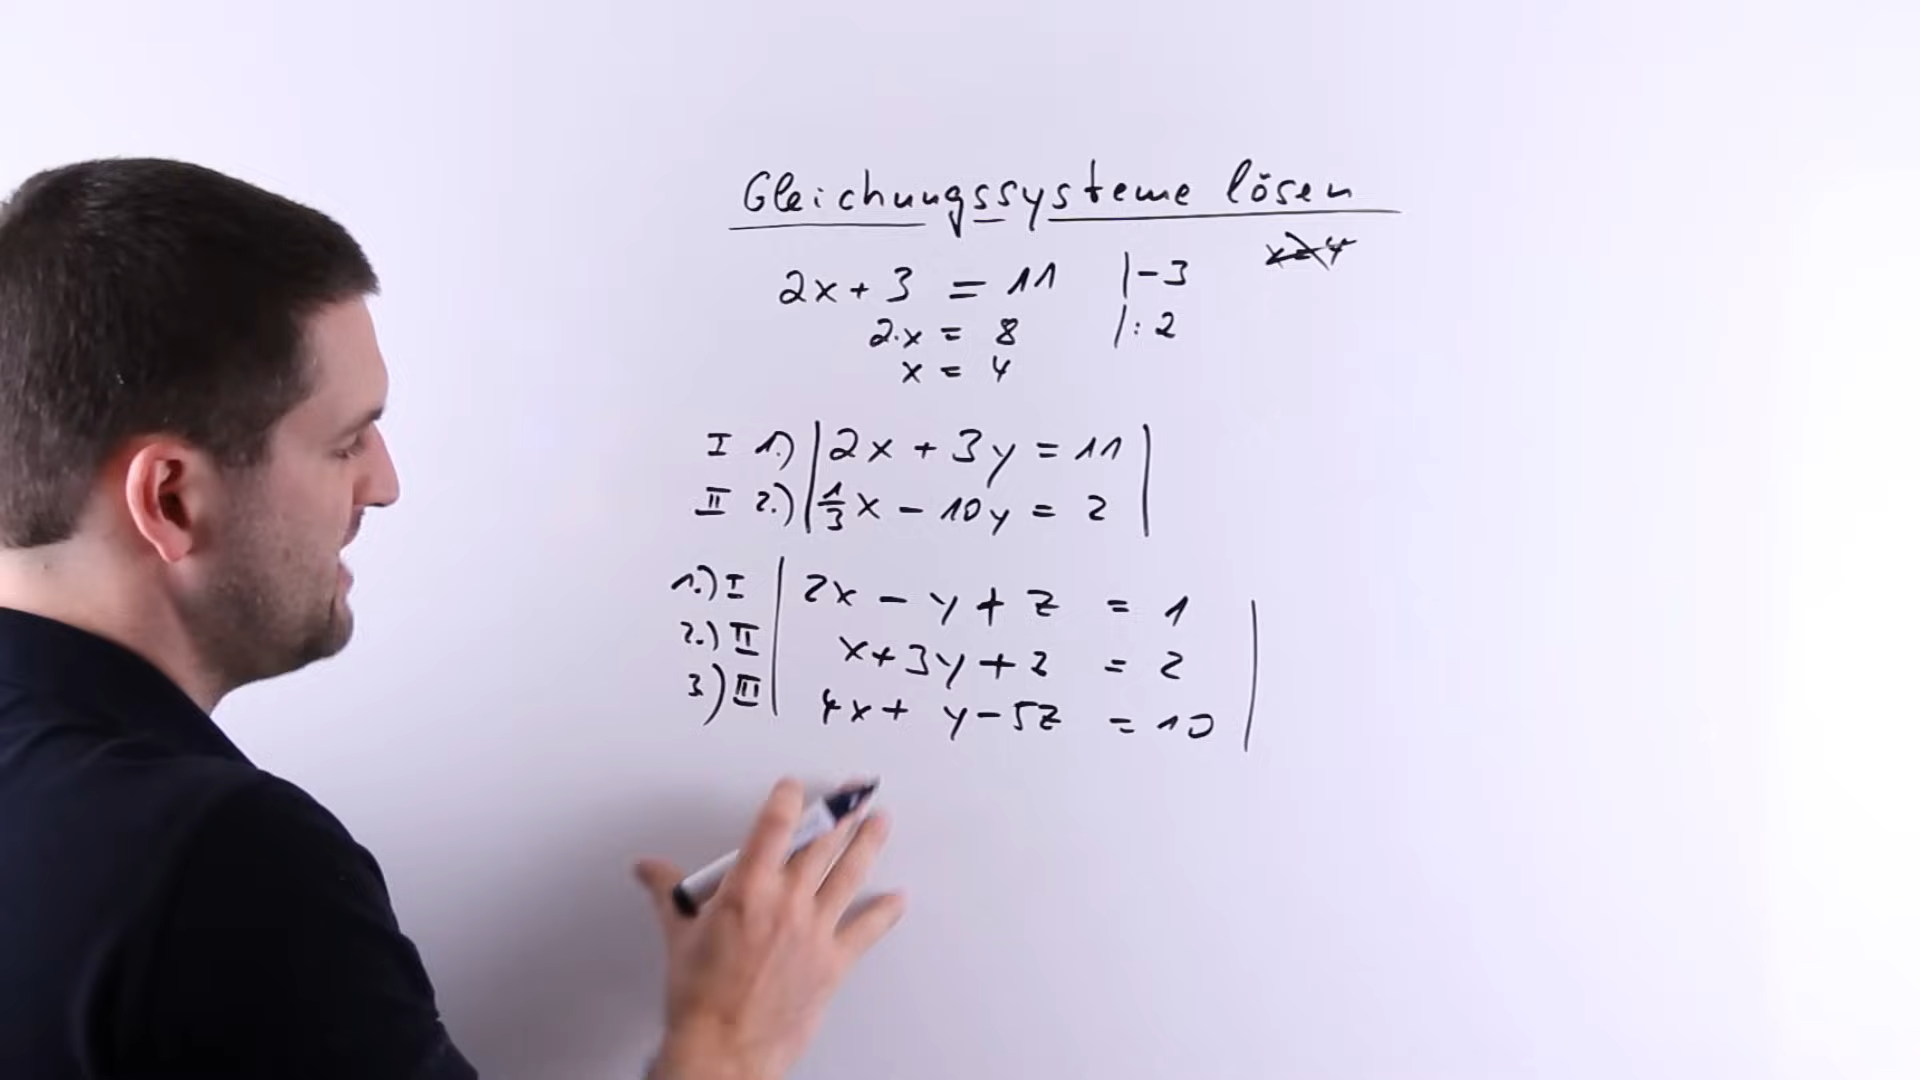 Gleichungssysteme lösen
x=4
2x + 3 = 11 |-3
2·x = 8 |:2
x = 4
I 1.) | 2x + 3y = 11 |
II 2.) | 1/3 x - 10y = 2 |
1.) I | 2x - y + z = 1 |
2.) II | x + 3y + z = 2 |
3.) III | 4x + y - 5z = 10 |